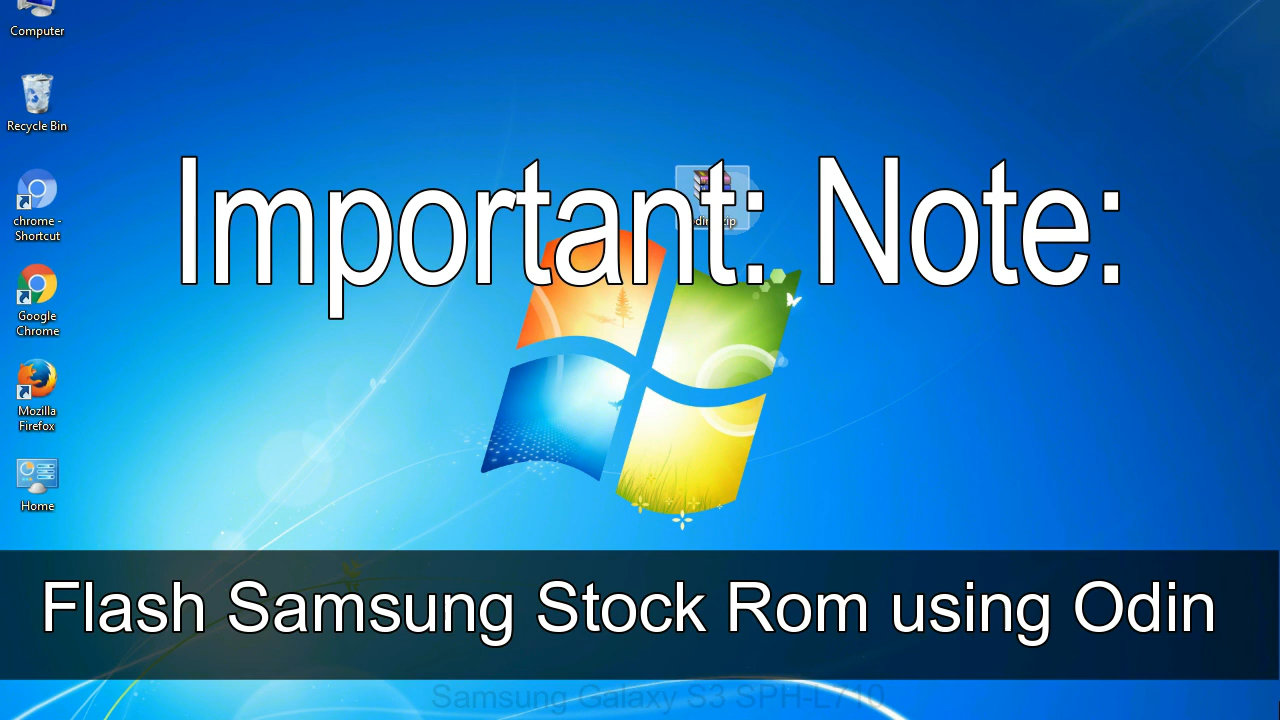 Computer
Recycle Bin
chrome -
Shortcut
Google
Chrome
Mozilla
Firefox
Home
Important: Note:
Flash Samsung Stock Rom using Odin
Samsung Galaxy S3 SPH-L710